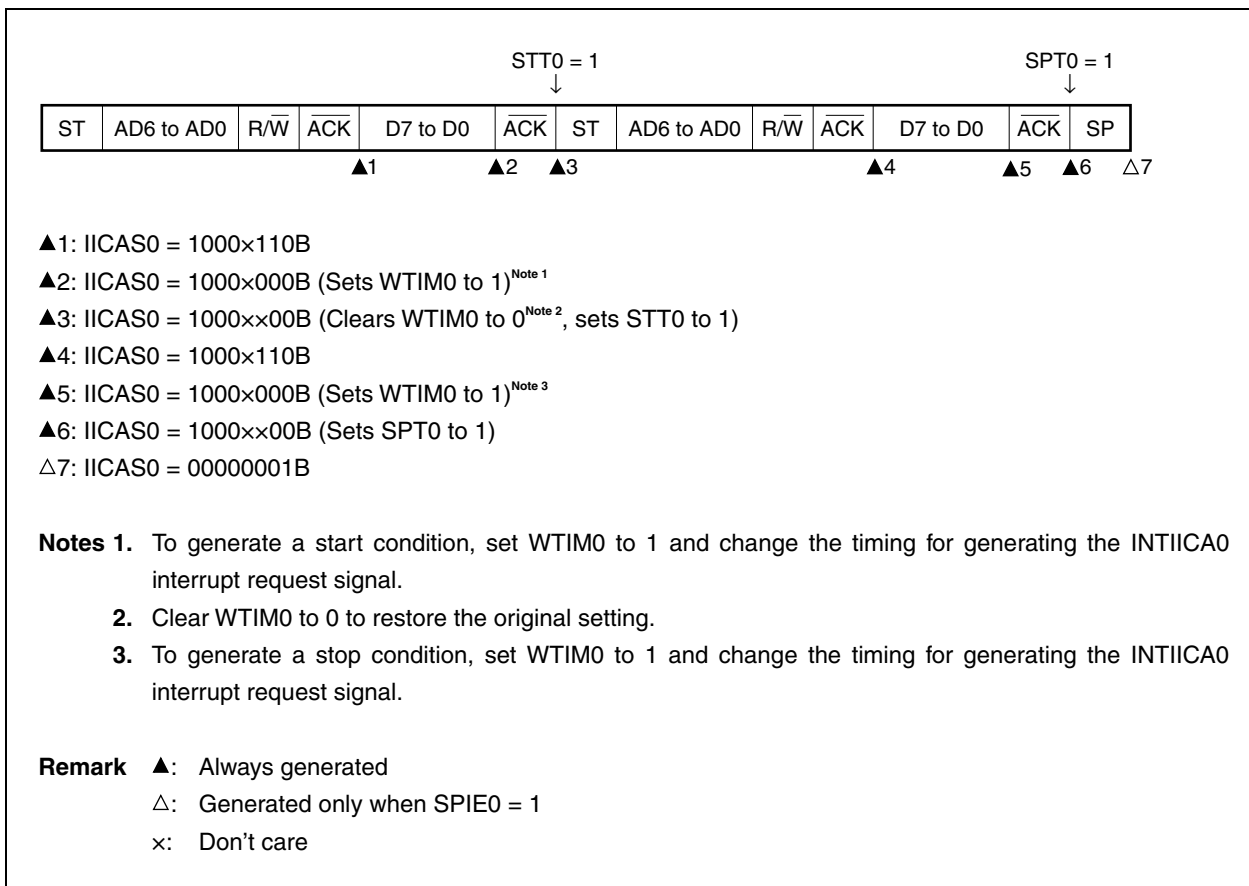 STT0 = 1 SPT0 = 1
↓ ↓
ST AD6 to AD0 R/W̅ A̅C̅K̅ D7 to D0 A̅C̅K̅ ST AD6 to AD0 R/W̅ A̅C̅K̅ D7 to D0 A̅C̅K̅ SP
▲1 ▲2 ▲3 ▲4 ▲5 ▲6 △7
▲1: IICAS0 = 1000×110B
▲2: IICAS0 = 1000×000B (Sets WTIM0 to 1)Note 1
▲3: IICAS0 = 1000××00B (Clears WTIM0 to 0Note 2, sets STT0 to 1)
▲4: IICAS0 = 1000×110B
▲5: IICAS0 = 1000×000B (Sets WTIM0 to 1)Note 3
▲6: IICAS0 = 1000××00B (Sets SPT0 to 1)
△7: IICAS0 = 00000001B
Notes 1. To generate a start condition, set WTIM0 to 1 and change the timing for generating the INTIICA0
interrupt request signal.
2. Clear WTIM0 to 0 to restore the original setting.
3. To generate a stop condition, set WTIM0 to 1 and change the timing for generating the INTIICA0
interrupt request signal.
Remark ▲: Always generated
△: Generated only when SPIE0 = 1
×: Don't care